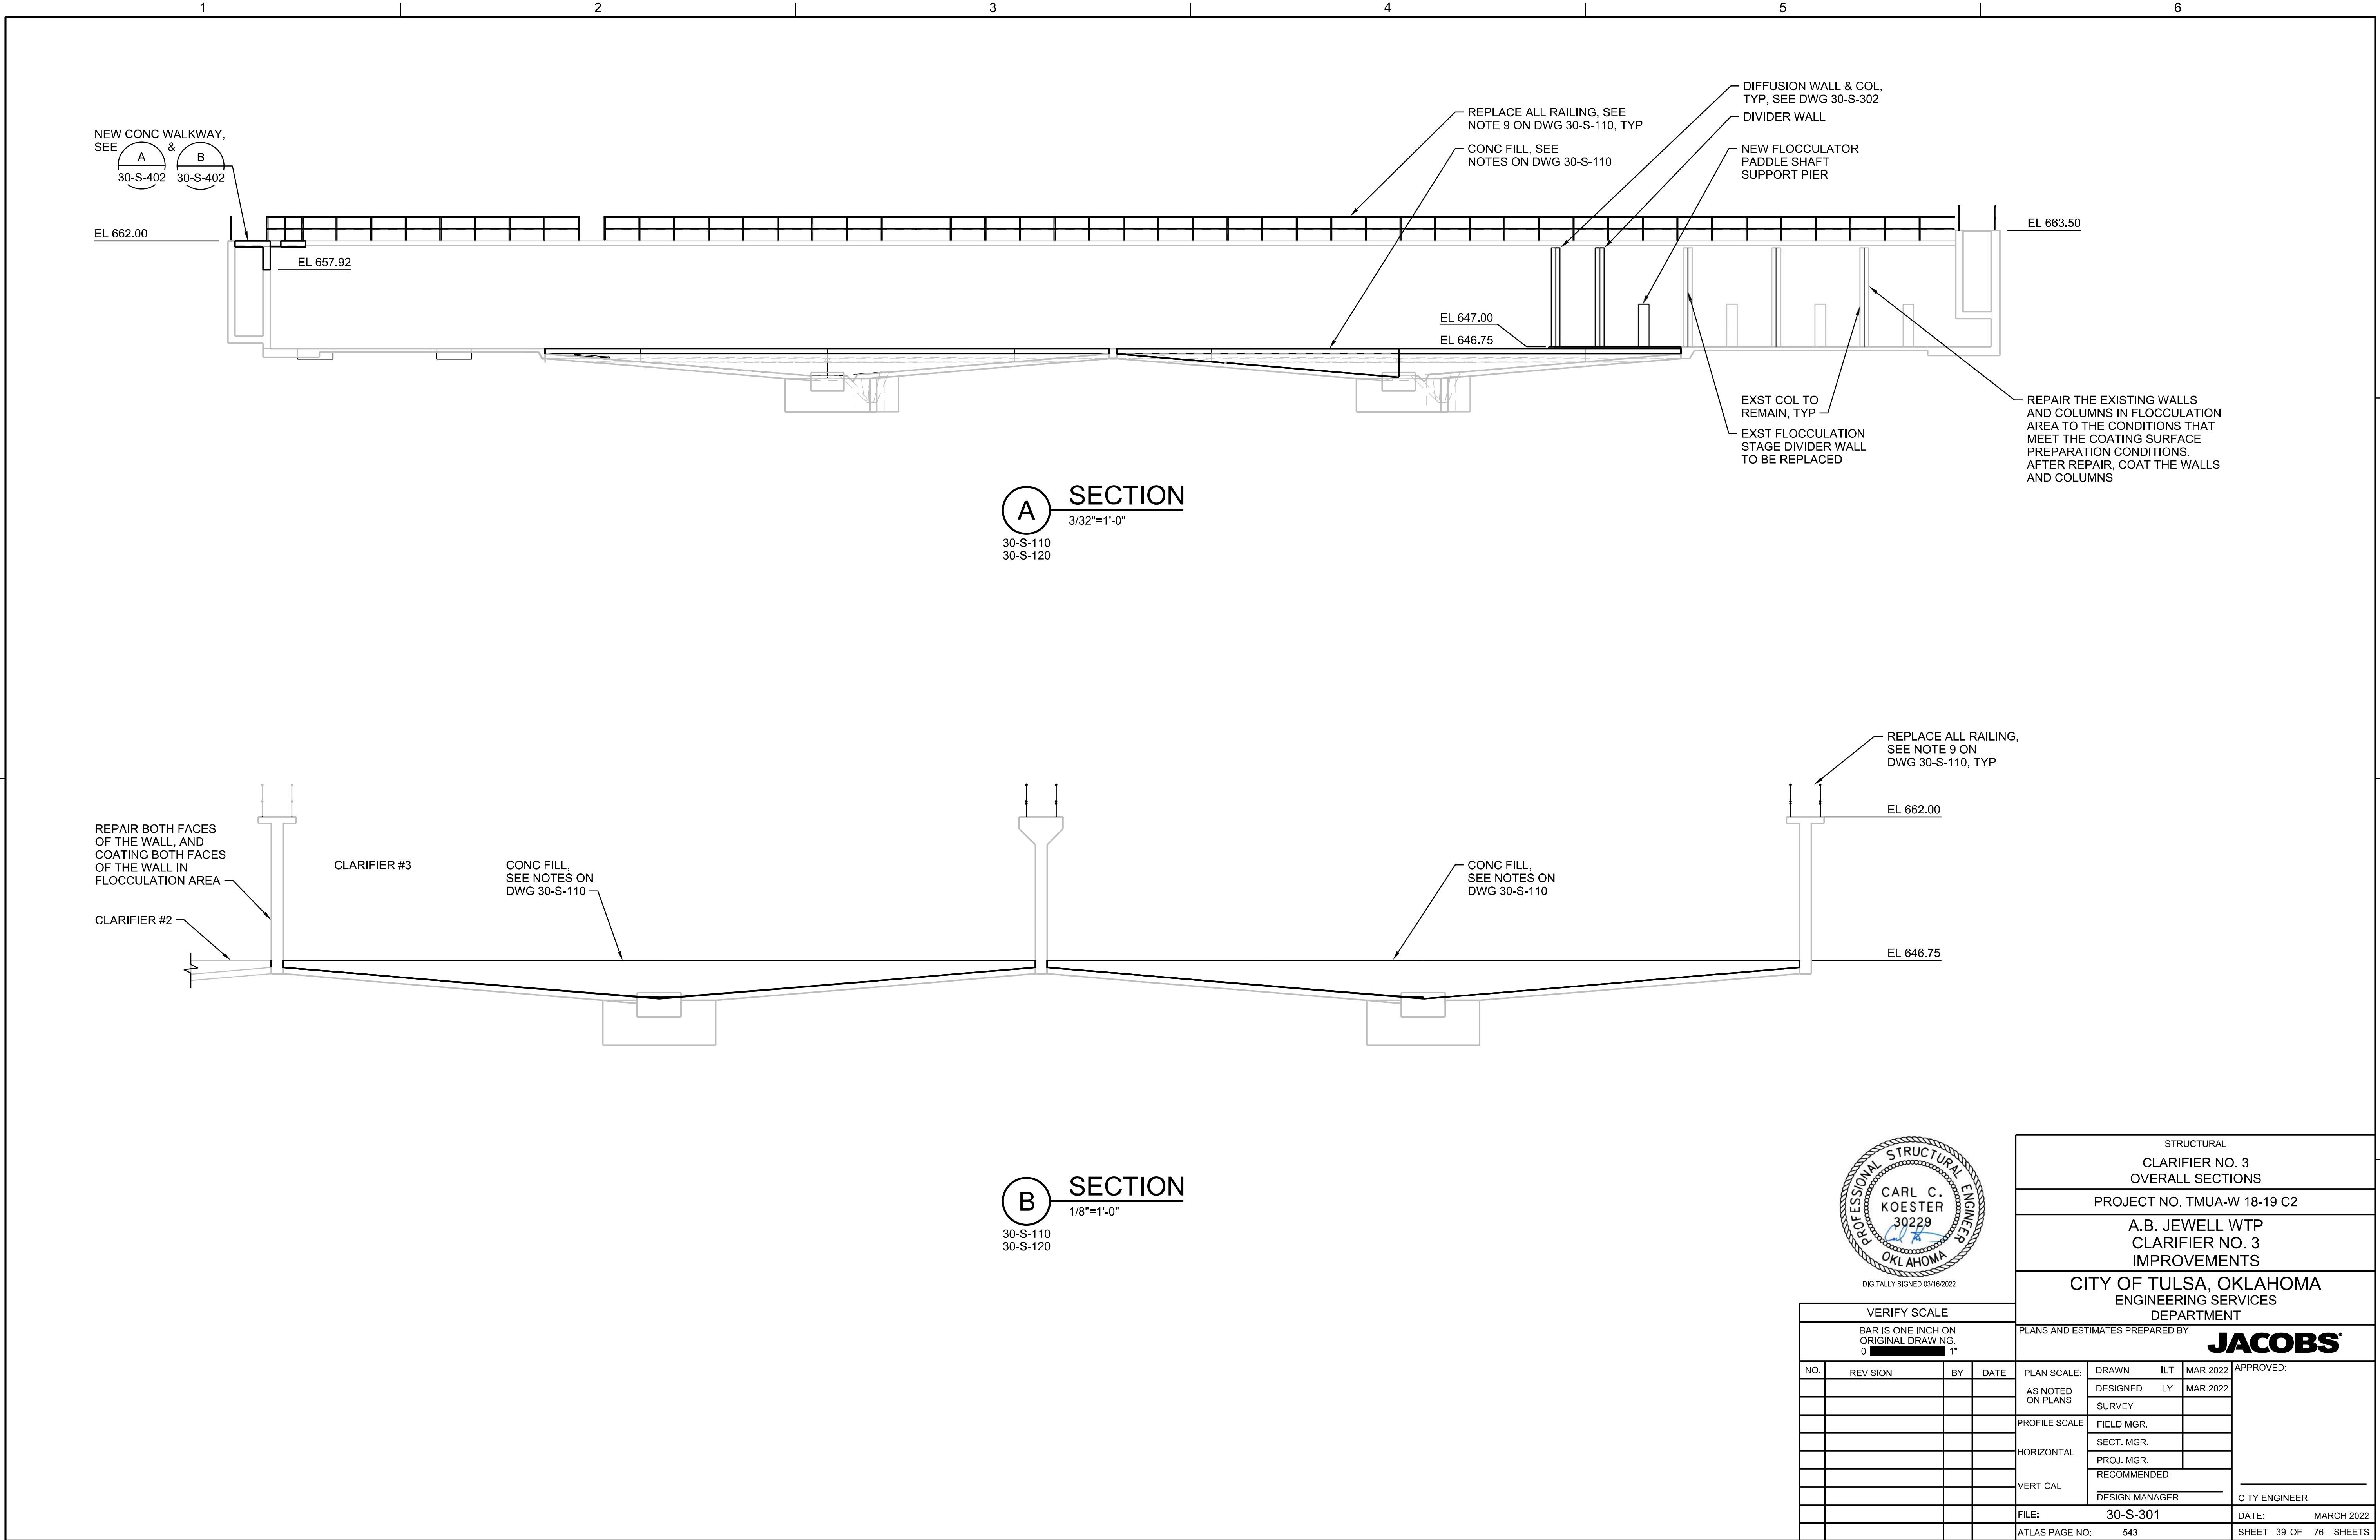 1 2 3 4 5 6
NEW CONC WALKWAY,
SEE A & B
30-S-402 30-S-402
EL 662.00
EL 657.92
REPLACE ALL RAILING, SEE
NOTE 9 ON DWG 30-S-110, TYP
CONC FILL, SEE
NOTES ON DWG 30-S-110
DIFFUSION WALL & COL,
TYP, SEE DWG 30-S-302
DIVIDER WALL
NEW FLOCCULATOR
PADDLE SHAFT
SUPPORT PIER
EL 663.50
EL 647.00
EL 646.75
EXST COL TO
REMAIN, TYP
EXST FLOCCULATION
STAGE DIVIDER WALL
TO BE REPLACED
REPAIR THE EXISTING WALLS
AND COLUMNS IN FLOCCULATION
AREA TO THE CONDITIONS THAT
MEET THE COATING SURFACE
PREPARATION CONDITIONS.
AFTER REPAIR, COAT THE WALLS
AND COLUMNS
A SECTION
3/32"=1'-0"
30-S-110
30-S-120
REPLACE ALL RAILING,
SEE NOTE 9 ON
DWG 30-S-110, TYP
EL 662.00
REPAIR BOTH FACES
OF THE WALL, AND
COATING BOTH FACES
OF THE WALL IN
FLOCCULATION AREA
CLARIFIER #2
CLARIFIER #3
CONC FILL,
SEE NOTES ON
DWG 30-S-110
CONC FILL,
SEE NOTES ON
DWG 30-S-110
EL 646.75
B SECTION
1/8"=1'-0"
30-S-110
30-S-120
PROFESSIONAL STRUCTURAL ENGINEER
CARL C.
KOESTER
30229
OKLAHOMA
DIGITALLY SIGNED 03/16/2022
VERIFY SCALE
BAR IS ONE INCH ON
ORIGINAL DRAWING.
0 1"
NO. REVISION BY DATE
STRUCTURAL
CLARIFIER NO. 3
OVERALL SECTIONS
PROJECT NO. TMUA-W 18-19 C2
A.B. JEWELL WTP
CLARIFIER NO. 3
IMPROVEMENTS
CITY OF TULSA, OKLAHOMA
ENGINEERING SERVICES
DEPARTMENT
PLANS AND ESTIMATES PREPARED BY:
JACOBS
PLAN SCALE:
AS NOTED
ON PLANS
PROFILE SCALE:
HORIZONTAL:
VERTICAL
DRAWN ILT MAR 2022
DESIGNED LY MAR 2022
SURVEY
FIELD MGR.
SECT. MGR.
PROJ. MGR.
RECOMMENDED:
DESIGN MANAGER
APPROVED:
CITY ENGINEER
FILE: 30-S-301
DATE: MARCH 2022
ATLAS PAGE NO: 543
SHEET 39 OF 76 SHEETS